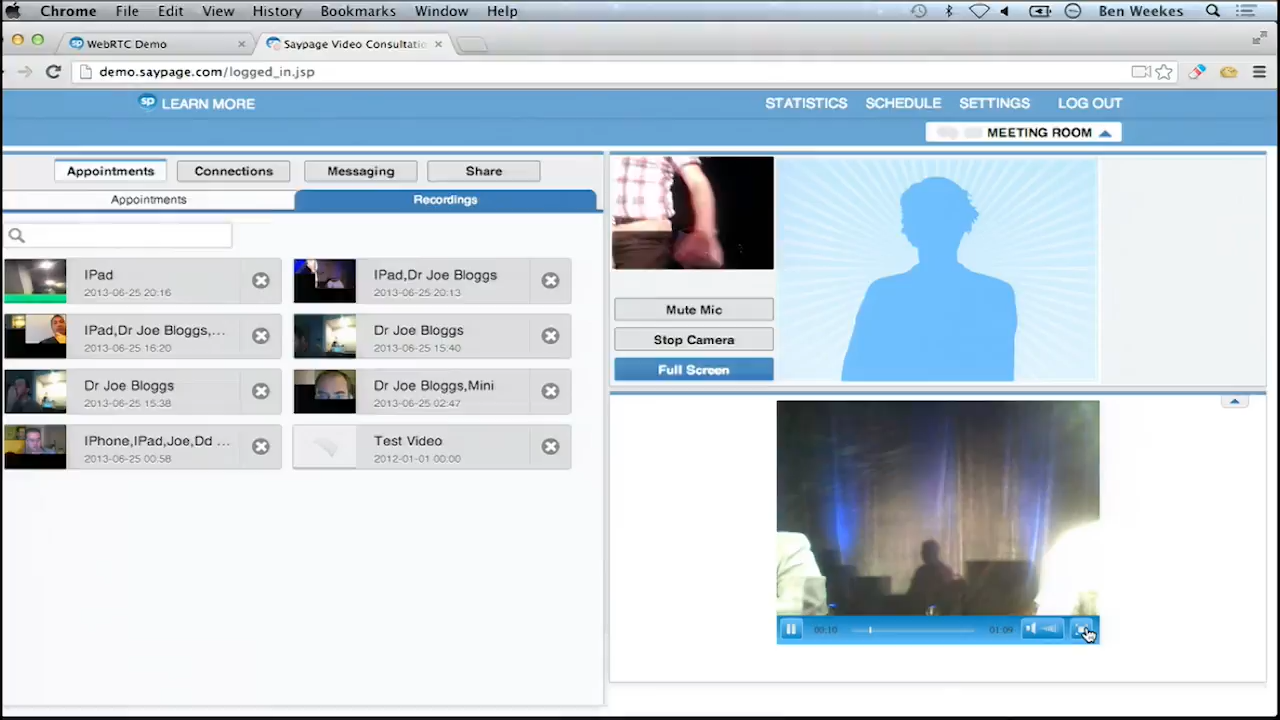 Chrome File Edit View History Bookmarks Window Help Ben Weekes
WebRTC Demo Saypage Video Consultatio
demo.saypage.com/logged_in.jsp
sp LEARN MORE STATISTICS SCHEDULE SETTINGS LOG OUT
MEETING ROOM
Appointments Connections Messaging Share
Appointments Recordings
IPad
2013-06-25 20:16
IPad,Dr Joe Bloggs
2013-06-25 20:13
IPad,Dr Joe Bloggs,...
2013-06-25 16:20
Dr Joe Bloggs
2013-06-25 15:40
Dr Joe Bloggs
2013-06-25 15:38
Dr Joe Bloggs,Mini
2013-06-25 02:47
IPhone,IPad,Joe,Dd ...
2013-06-25 00:58
Test Video
2012-01-01 00:00
Mute Mic
Stop Camera
Full Screen
00:10 01:09